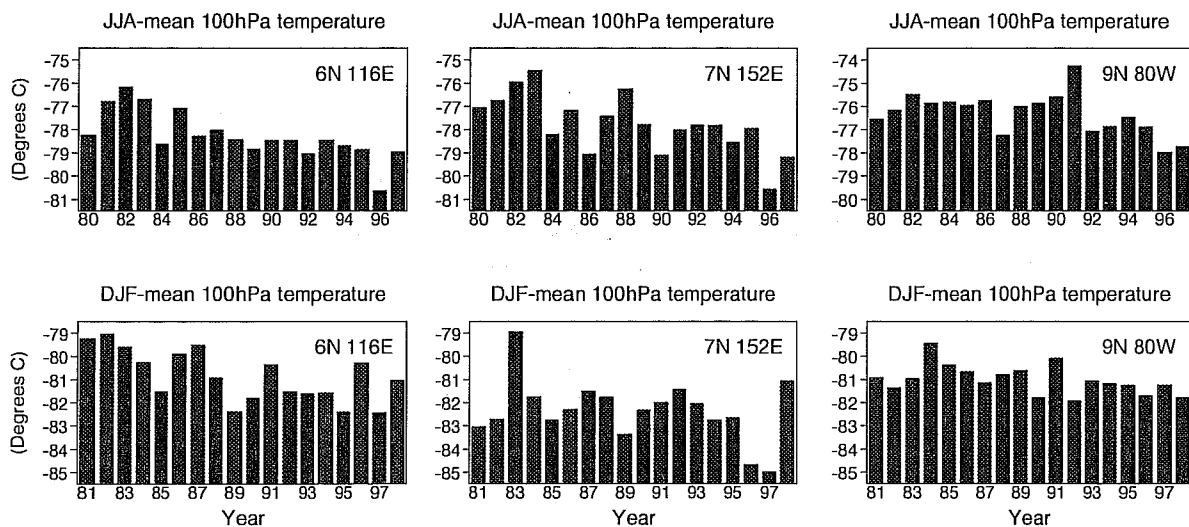 JJA-mean 100hPa temperature
(Degrees C)
-75
-76
-77
-78
-79
-80
-81
6N 116E
80 82 84 86 88 90 92 94 96
JJA-mean 100hPa temperature
-75
-76
-77
-78
-79
-80
-81
7N 152E
80 82 84 86 88 90 92 94 96
JJA-mean 100hPa temperature
-74
-75
-76
-77
-78
-79
-80
9N 80W
80 82 84 86 88 90 92 94 96
DJF-mean 100hPa temperature
(Degrees C)
-79
-80
-81
-82
-83
-84
-85
6N 116E
81 83 85 87 89 91 93 95 97
Year
DJF-mean 100hPa temperature
-79
-80
-81
-82
-83
-84
-85
7N 152E
81 83 85 87 89 91 93 95 97
Year
DJF-mean 100hPa temperature
-79
-80
-81
-82
-83
-84
-85
9N 80W
81 83 85 87 89 91 93 95 97
Year